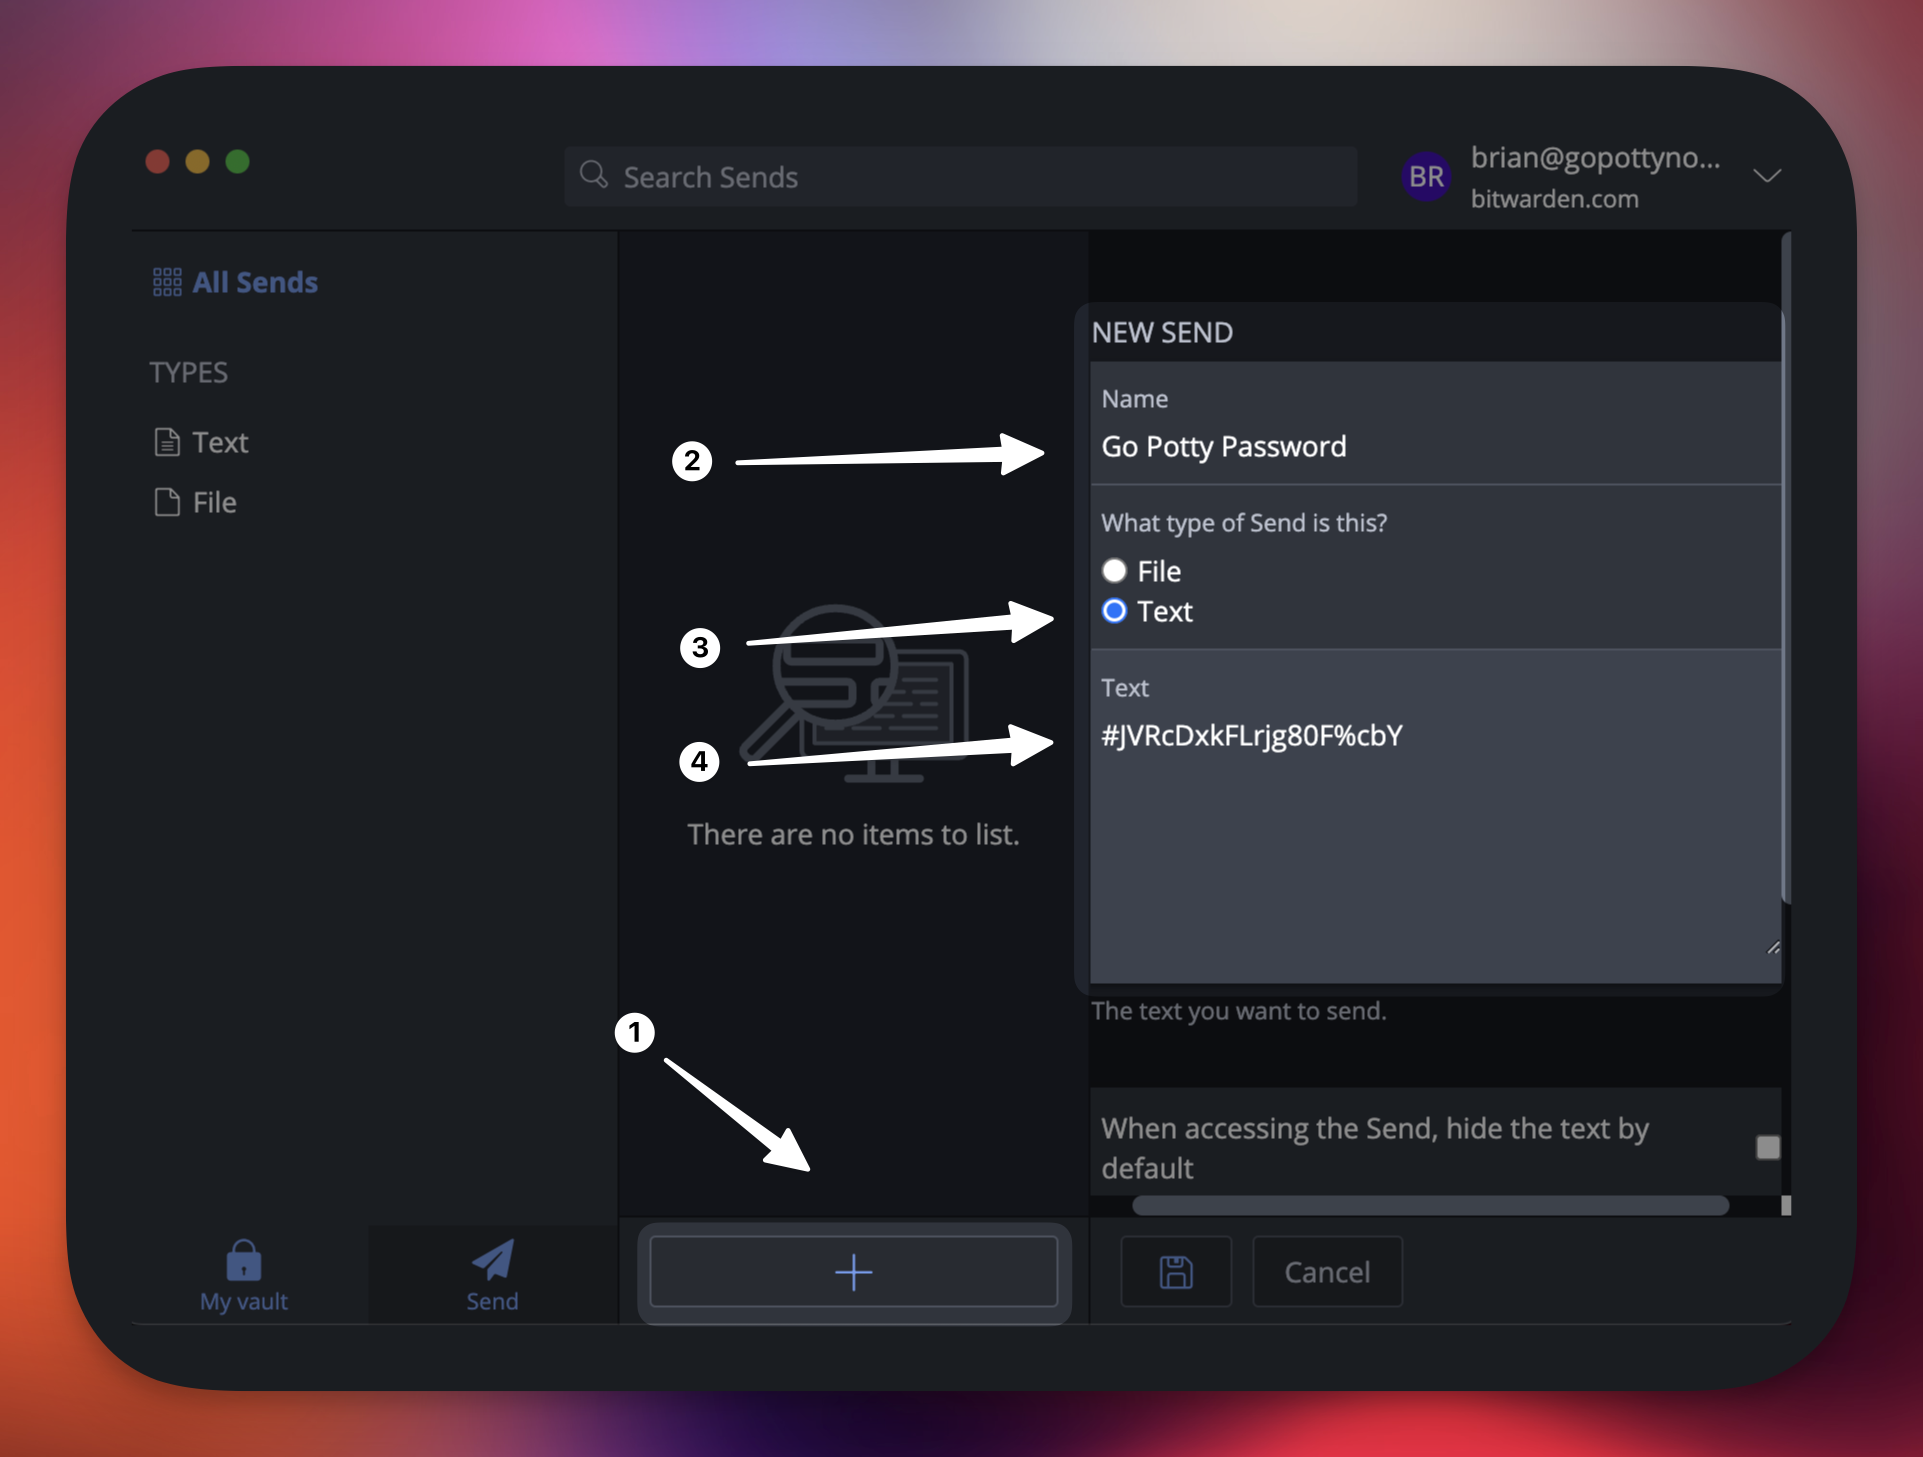 Search Sends
BR
brian@gopottyno...
bitwarden.com
All Sends
TYPES
Text
File
There are no items to list.
NEW SEND
Name
Go Potty Password
What type of Send is this?
File
Text
Text
#JVRcDxkFLrjg80F%cbY
The text you want to send.
When accessing the Send, hide the text by
default
2
3
4
1
My vault
Send
Cancel